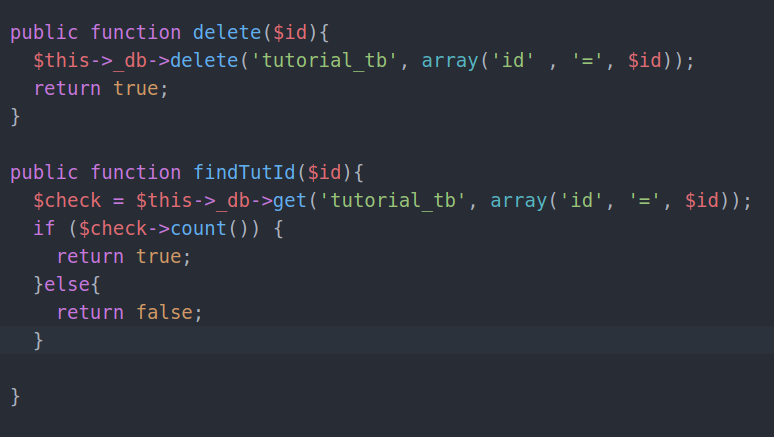 public function delete($id){
  $this->_db->delete('tutorial_tb', array('id' , '=', $id));
  return true;
}
public function findTutId($id){
  $check = $this->_db->get('tutorial_tb', array('id', '=', $id));
  if ($check->count()) {
    return true;
  }else{
    return false;
  }
}